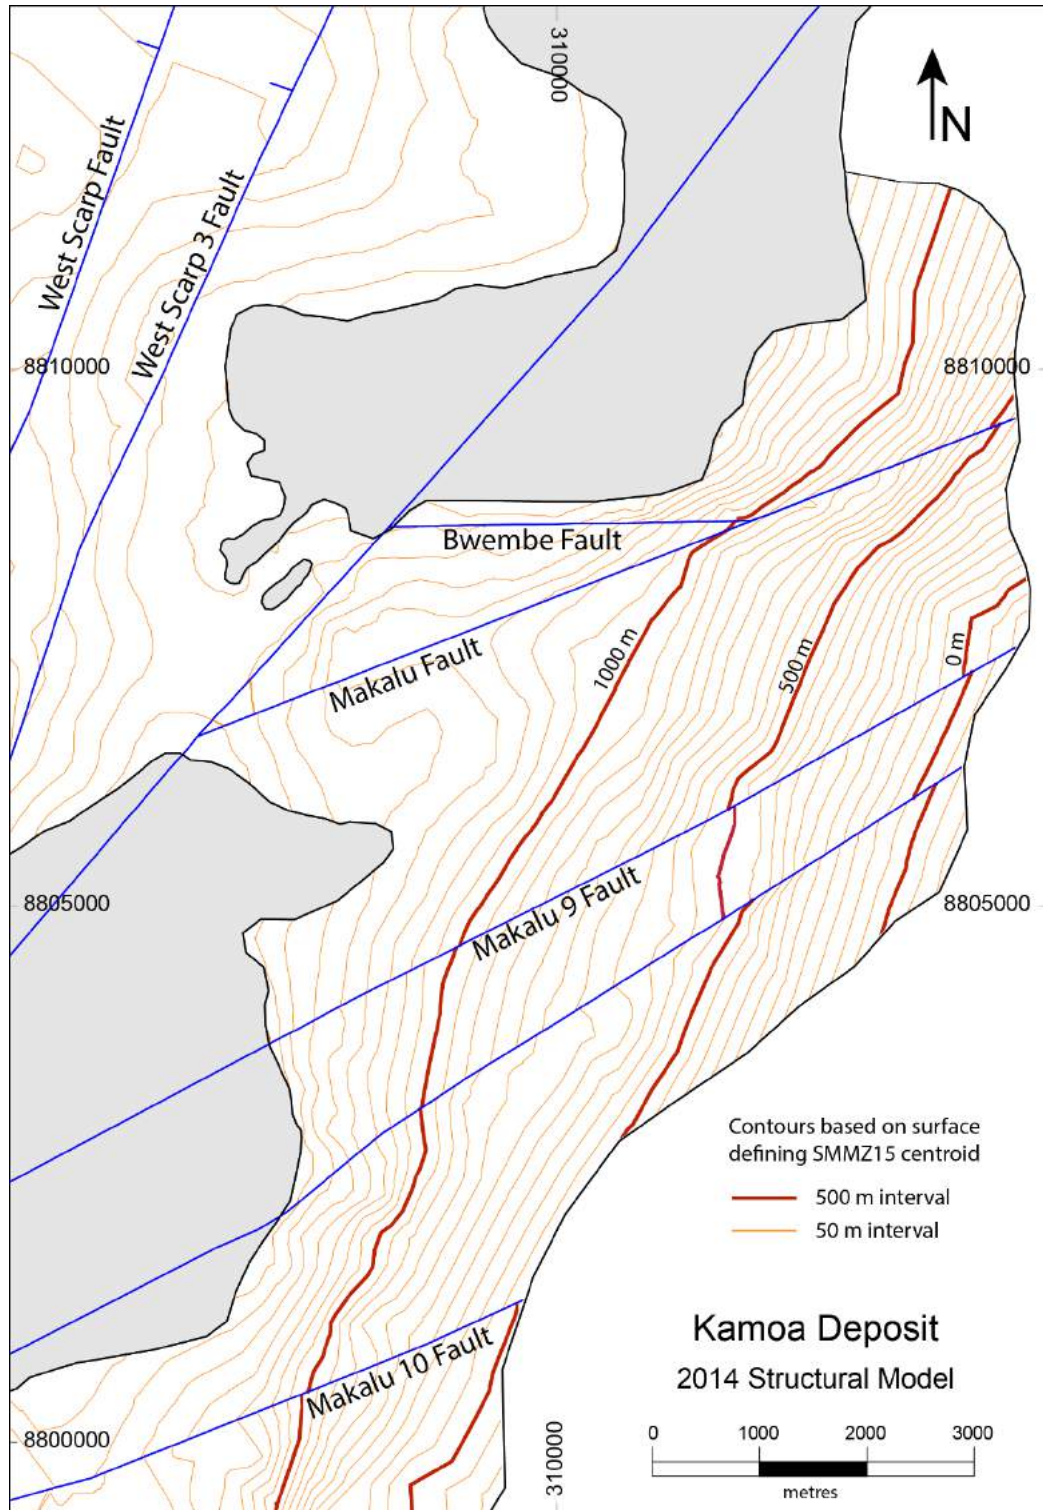 310000
N
West Scarp Fault
West Scarp 3 Fault
8810000
8810000
Bwembe Fault
1000 m
500 m
0 m
Makalu Fault
8805000
8805000
Makalu 9 Fault
Contours based on surface
defining SMMZ15 centroid
500 m interval
50 m interval
Kamoa Deposit
2014 Structural Model
Makalu 10 Fault
8800000
310000
0 1000 2000 3000
metres